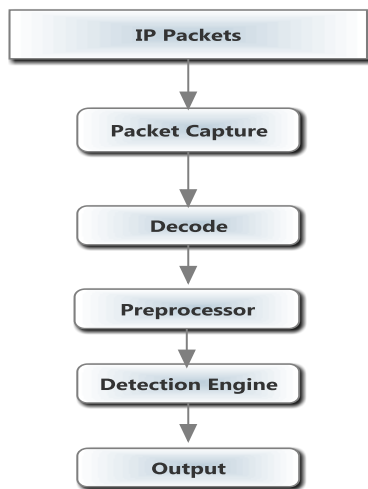 IP Packets
Packet Capture
Decode
Preprocessor
Detection Engine
Output